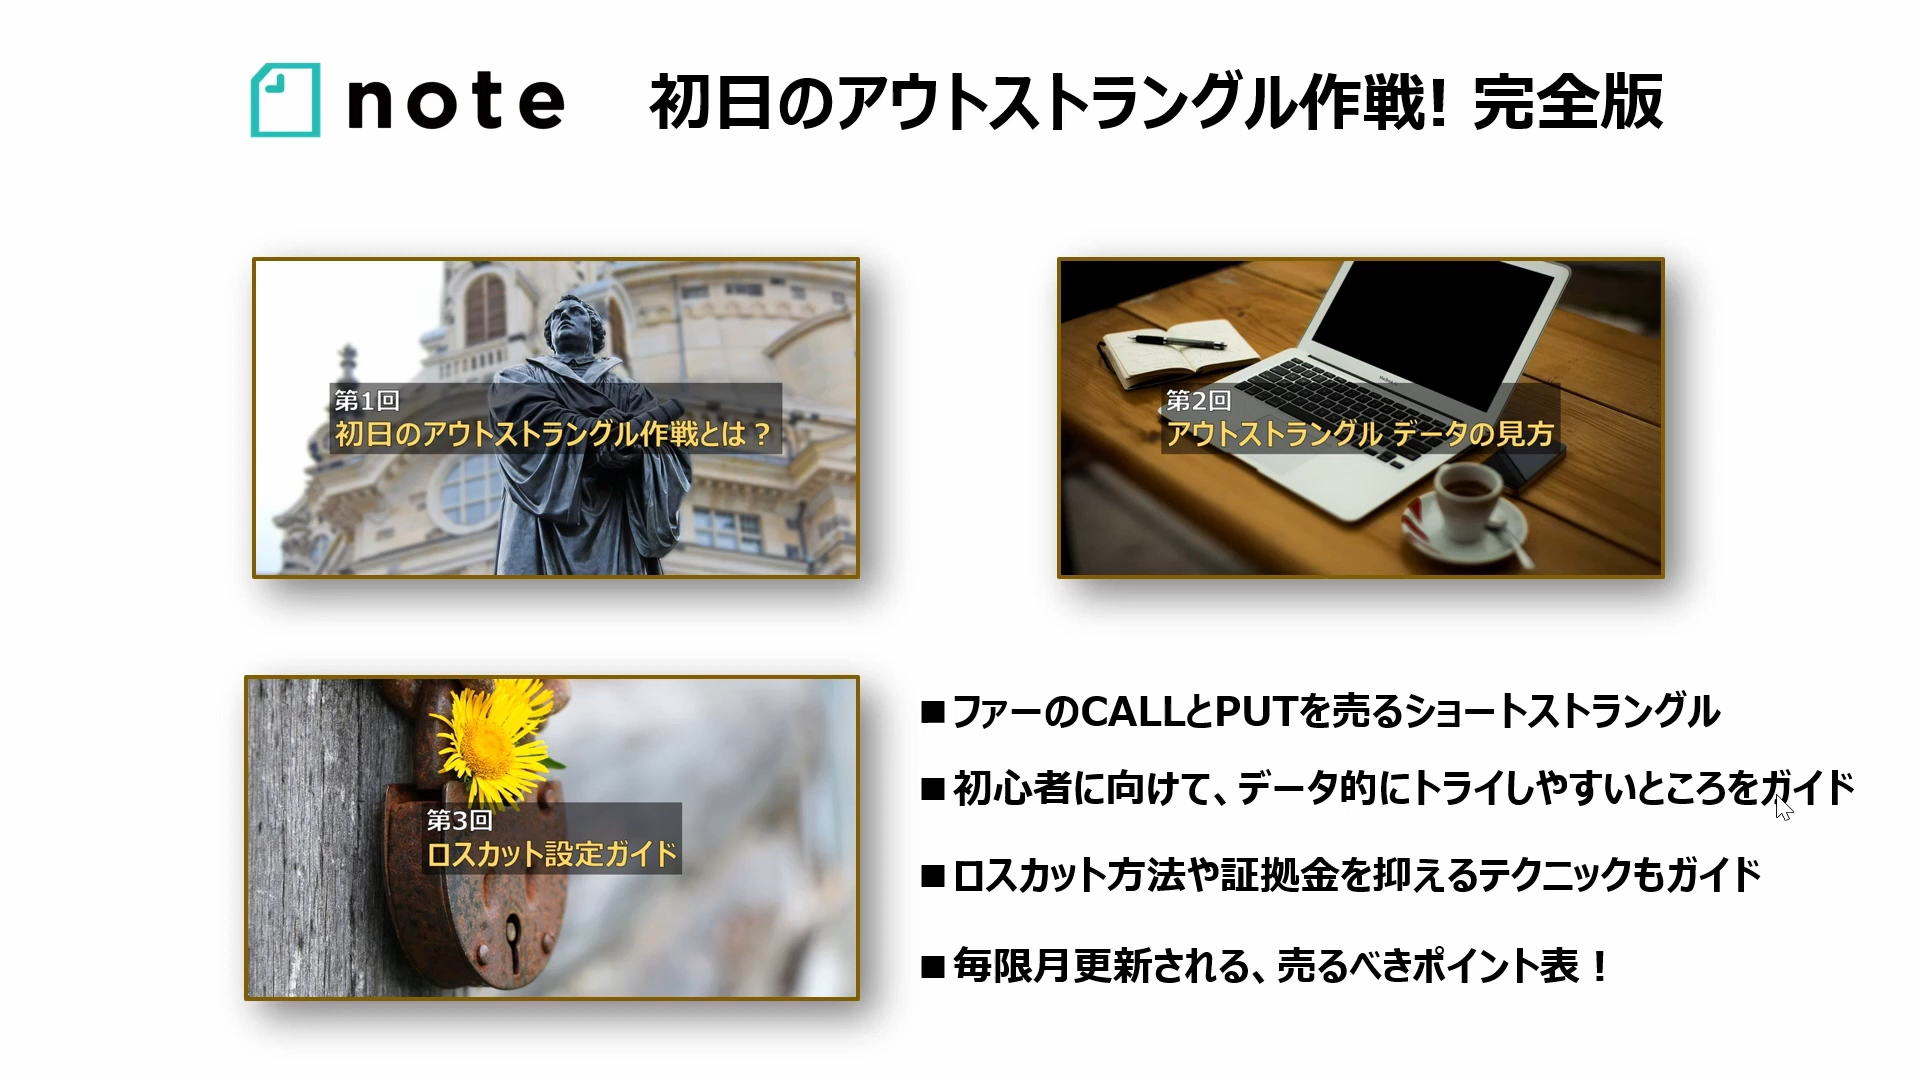 note
初日のアウトストラングル作戦! 完全版
第1回
初日のアウトストラングル作戦とは？
第2回
アウトストラングル データの見方
第3回
ロスカット設定ガイド
■ファーのCALLとPUTを売るショートストラングル
■初心者に向けて、データ的にトライしやすいところをガイド
■ロスカット方法や証拠金を抑えるテクニックもガイド
■毎限月更新される、売るべきポイント表！